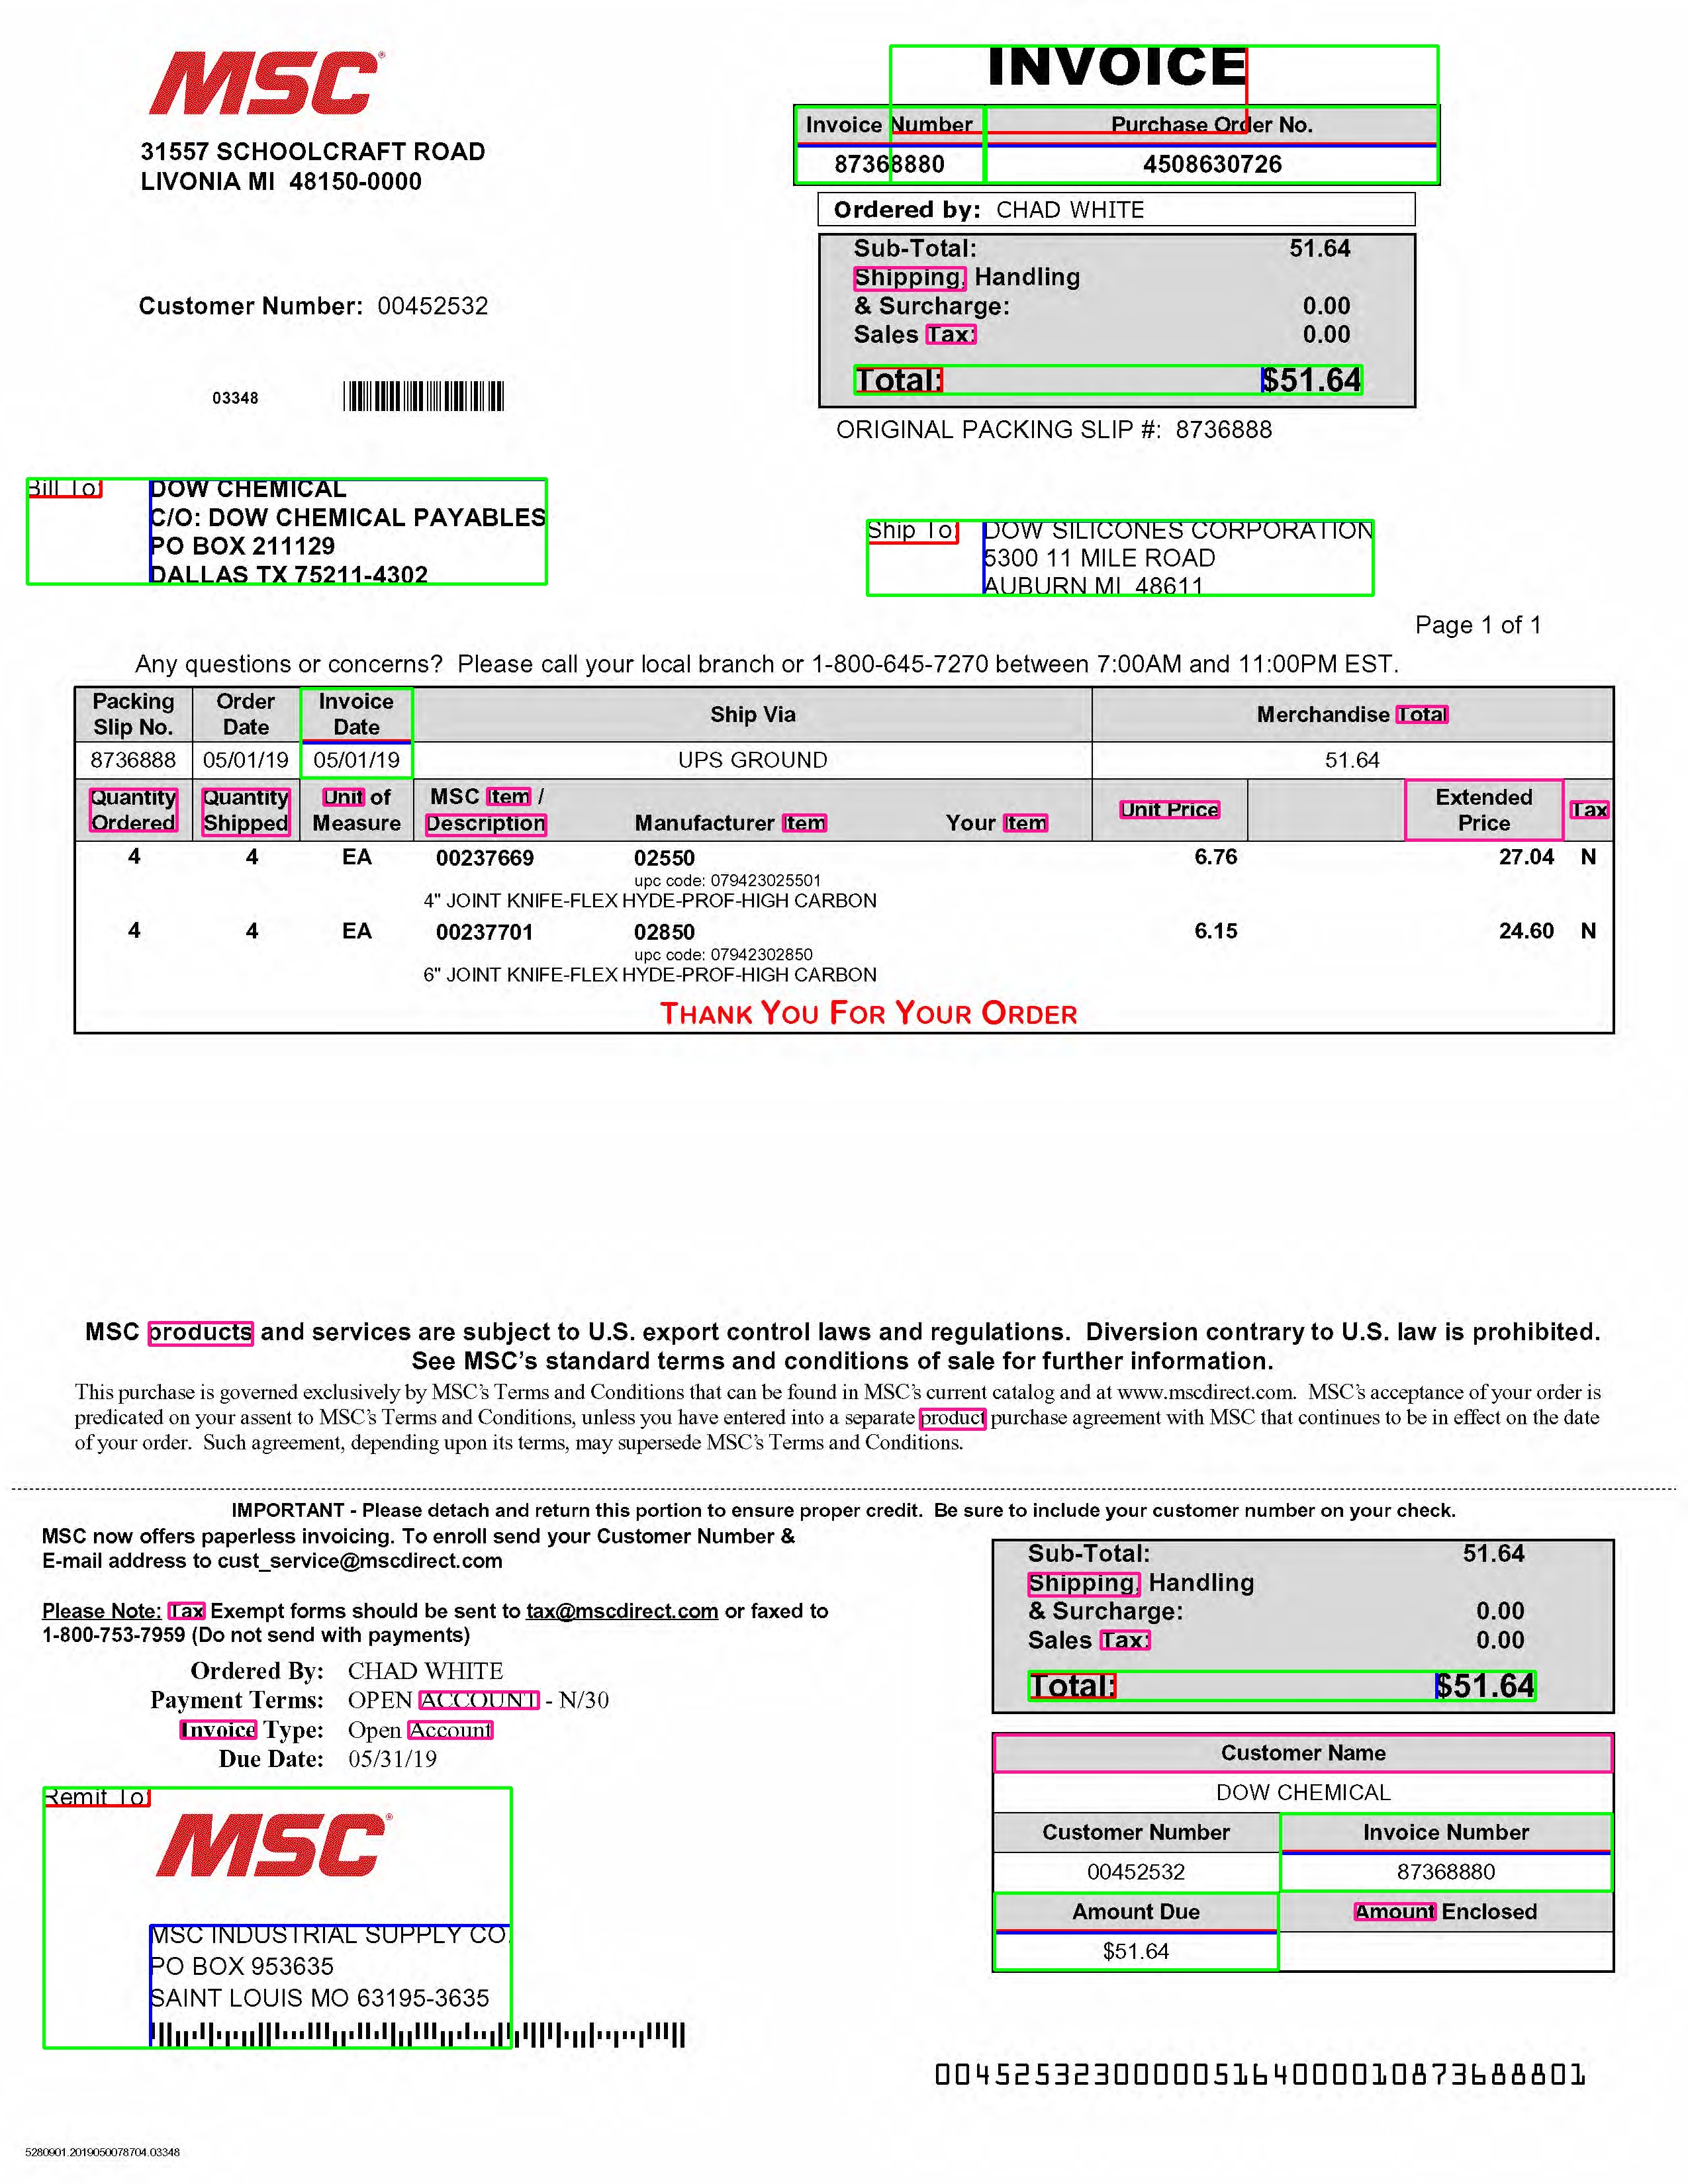 MSC
31557 SCHOOLCRAFT ROAD
LIVONIA MI 48150-0000
INVOICE
Invoice Number Purchase Order No.
87368880 4508630726
Ordered by: CHAD WHITE
Sub-Total: 51.64
Shipping, Handling
& Surcharge: 0.00
Sales Tax: 0.00
Total: $51.64
Customer Number: 00452532
03348
ORIGINAL PACKING SLIP #: 8736888
Bill To: DOW CHEMICAL
C/O: DOW CHEMICAL PAYABLES
PO BOX 211129
DALLAS TX 75211-4302
Ship To: DOW SILICONES CORPORATION
5300 11 MILE ROAD
AUBURN MI 48611
Page 1 of 1
Any questions or concerns? Please call your local branch or 1-800-645-7270 between 7:00AM and 11:00PM EST.
Packing Order Invoice
Slip No. Date Date Ship Via Merchandise Total
8736888 05/01/19 05/01/19 UPS GROUND 51.64
Quantity Quantity Unit of MSC Item / Extended
Ordered Shipped Measure Description Manufacturer Item Your Item Unit Price Price Tax
4 4 EA 00237669 02550 6.76 27.04 N
upc code: 079423025501
4" JOINT KNIFE-FLEX HYDE-PROF-HIGH CARBON
4 4 EA 00237701 02850 6.15 24.60 N
upc code: 07942302850
6" JOINT KNIFE-FLEX HYDE-PROF-HIGH CARBON
THANK YOU FOR YOUR ORDER
MSC products and services are subject to U.S. export control laws and regulations. Diversion contrary to U.S. law is prohibited.
See MSC's standard terms and conditions of sale for further information.
This purchase is governed exclusively by MSC's Terms and Conditions that can be found in MSC's current catalog and at www.mscdirect.com. MSC's acceptance of your order is
predicated on your assent to MSC's Terms and Conditions, unless you have entered into a separate product purchase agreement with MSC that continues to be in effect on the date
of your order. Such agreement, depending upon its terms, may supersede MSC's Terms and Conditions.
IMPORTANT - Please detach and return this portion to ensure proper credit. Be sure to include your customer number on your check.
MSC now offers paperless invoicing. To enroll send your Customer Number &
E-mail address to cust_service@mscdirect.com
Please Note: Tax Exempt forms should be sent to tax@mscdirect.com or faxed to
1-800-753-7959 (Do not send with payments)
Ordered By: CHAD WHITE
Payment Terms: OPEN ACCOUNT - N/30
Invoice Type: Open Account
Due Date: 05/31/19
Sub-Total: 51.64
Shipping, Handling
& Surcharge: 0.00
Sales Tax: 0.00
Total: $51.64
Customer Name
DOW CHEMICAL
Customer Number Invoice Number
00452532 87368880
Amount Due Amount Enclosed
$51.64
Remit To:
MSC
MSC INDUSTRIAL SUPPLY CO.
PO BOX 953635
SAINT LOUIS MO 63195-3635
004525323000005164000010873688801
5280901.2019050078704.03348